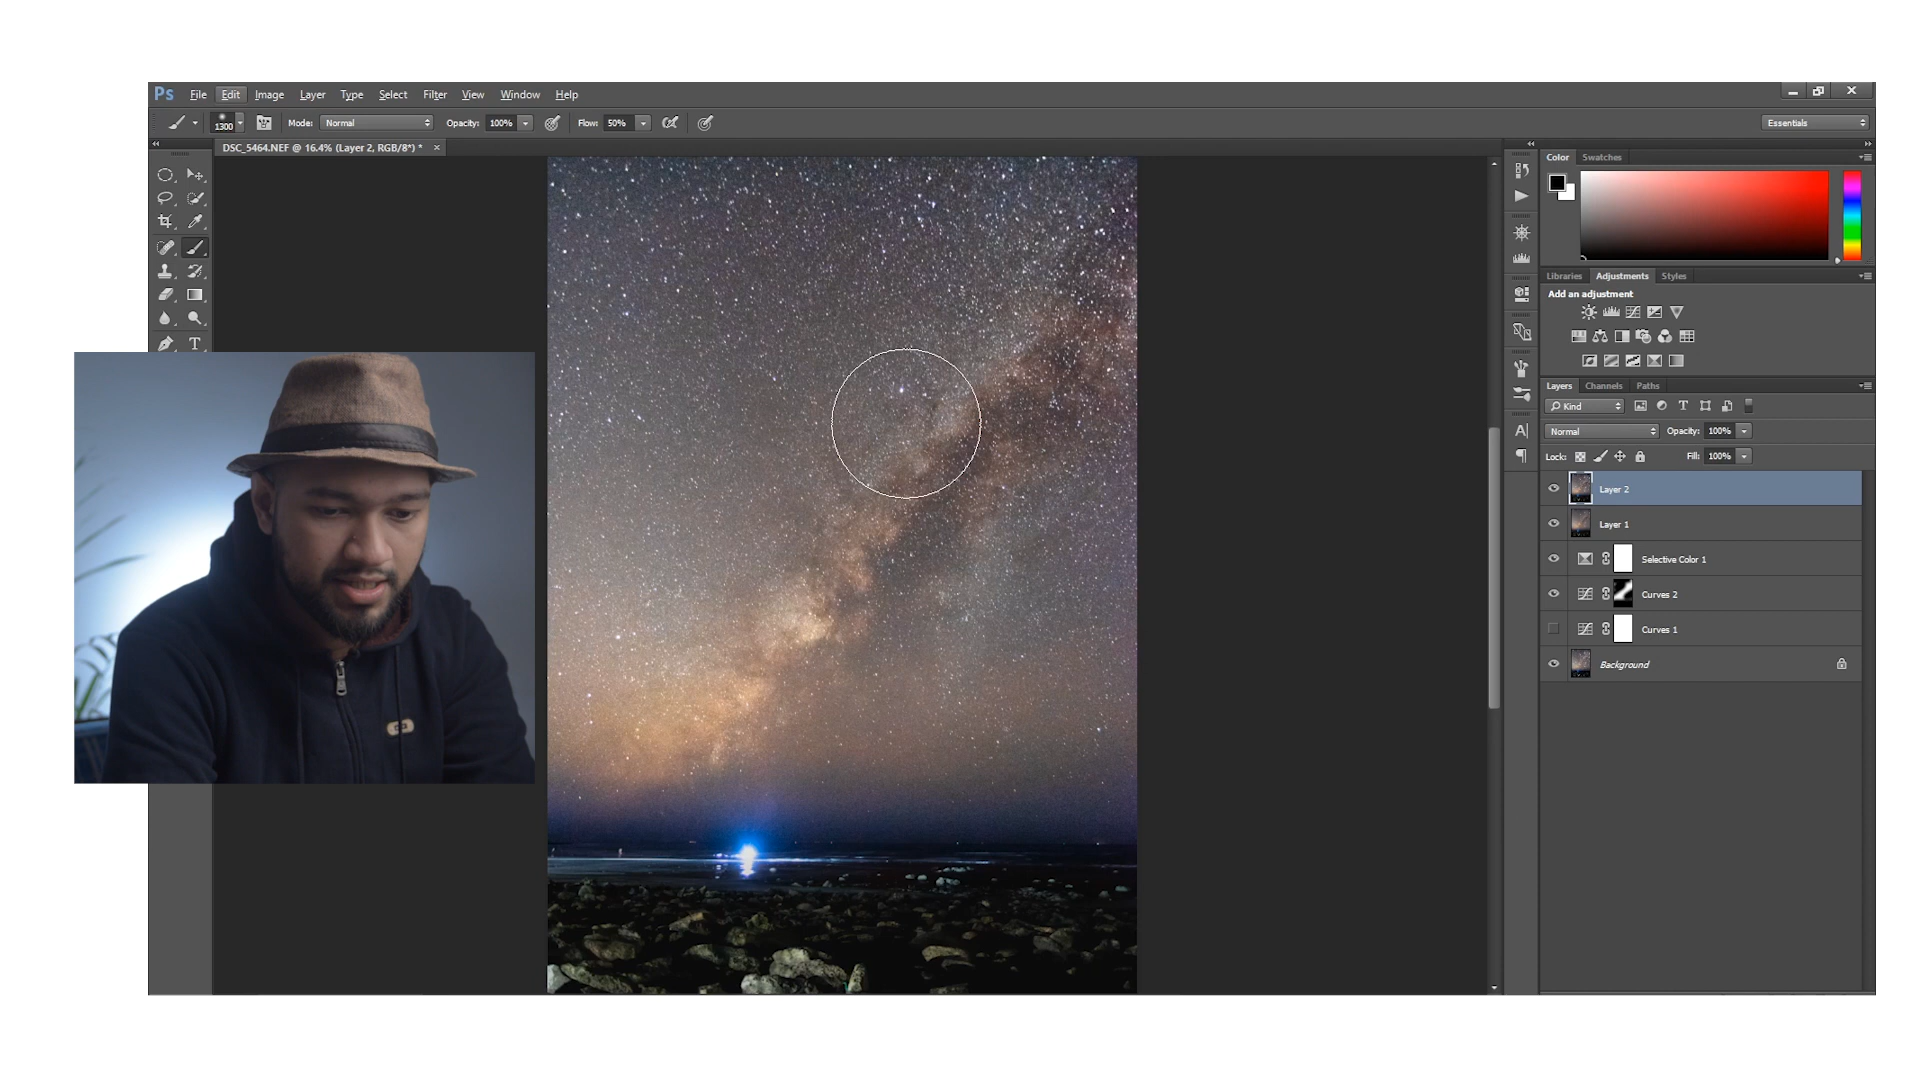 Ps File Edit Image Layer Type Select Filter View Window Help
1300 Mode: Normal Opacity: 100% Flow: 50% Essentials
DSC_5464.NEF @ 16.4% (Layer 2, RGB/8*) * ×
Color Swatches
Libraries Adjustments Styles
Add an adjustment
Layers Channels Paths
Kind
Normal Opacity: 100%
Lock: Fill: 100%
Layer 2
Layer 1
Selective Color 1
Curves 2
Curves 1
Background